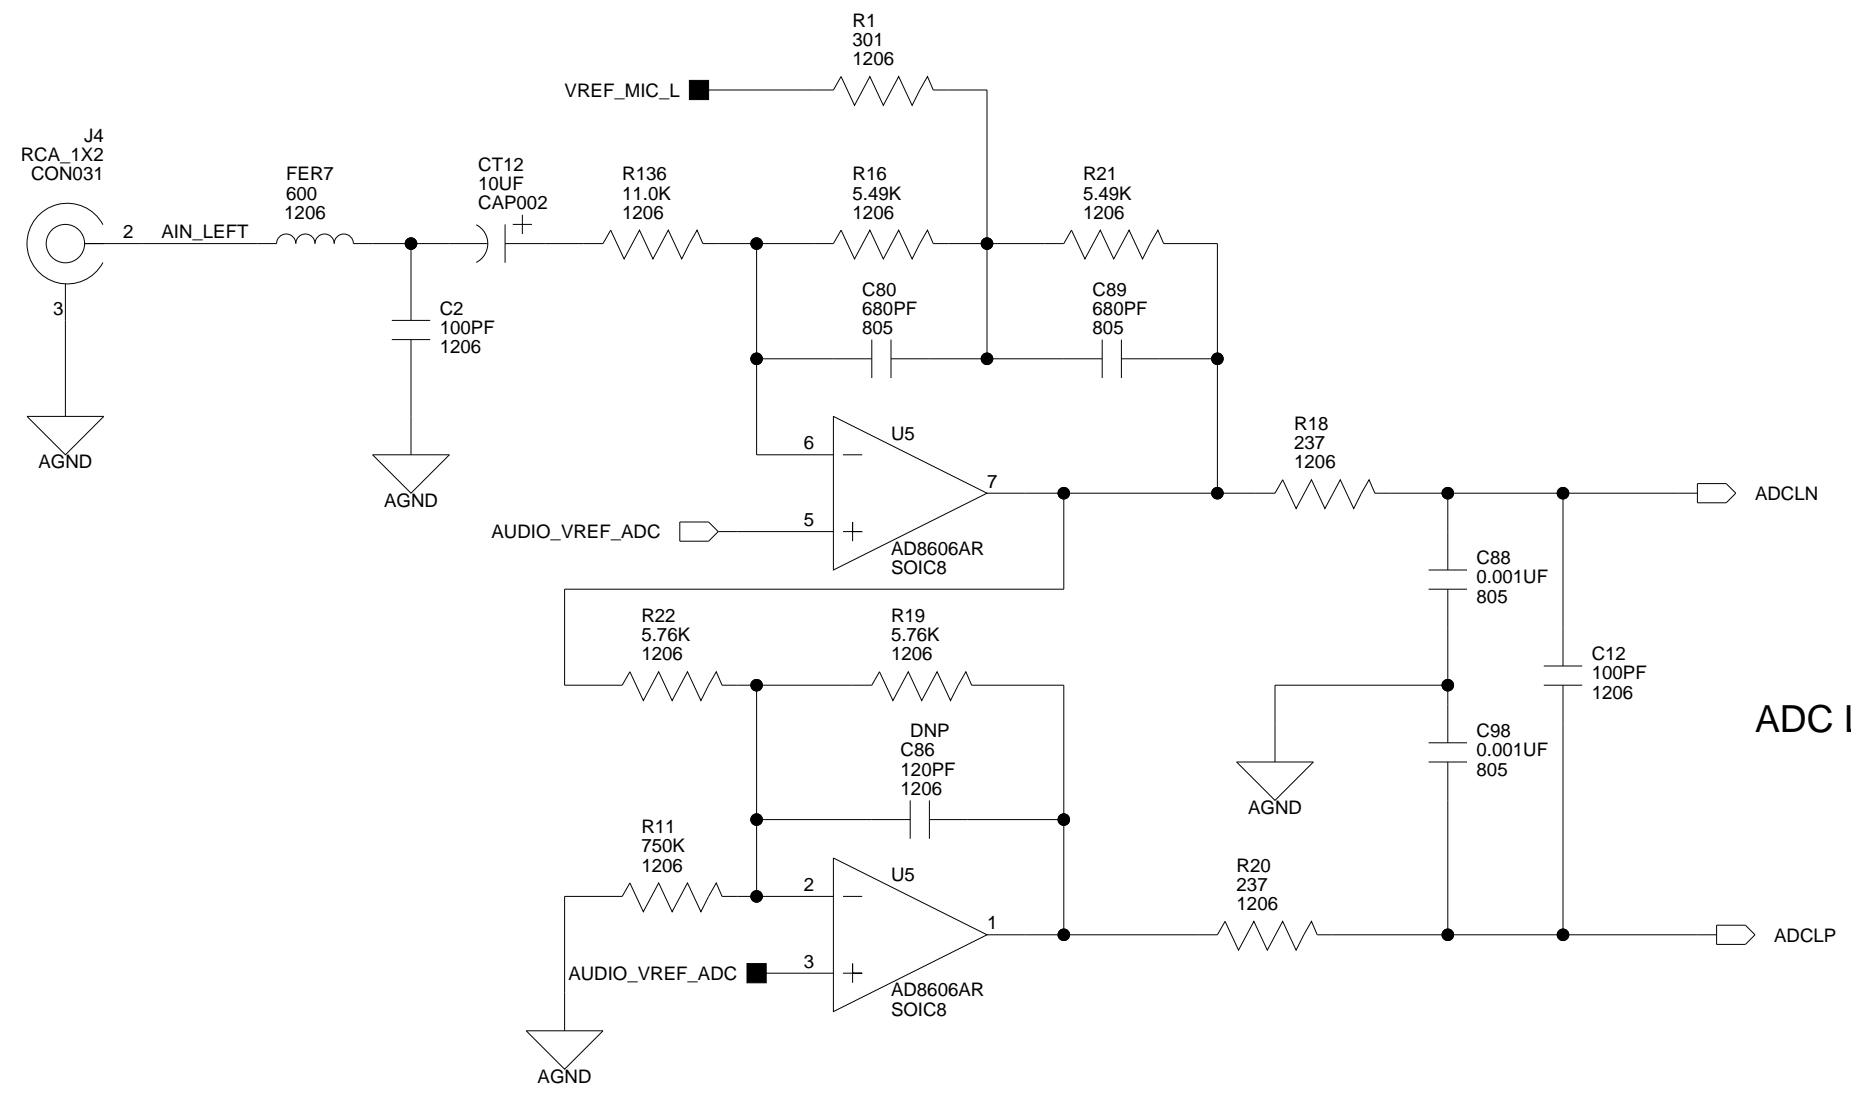 R1
301
1206
VREF_MIC_L
J4
RCA_1X2
CON031
FER7
600
1206
CT12
10UF
CAP002
+
R136
11.0K
1206
R16
5.49K
1206
R21
5.49K
1206
2
AIN_LEFT
3
AGND
C2
100PF
1206
AGND
C80
680PF
805
C89
680PF
805
6
U5
7
5
AUDIO_VREF_ADC
AD8606AR
SOIC8
R18
237
1206
ADCLN
C88
0.001UF
805
R22
5.76K
1206
R19
5.76K
1206
C12
100PF
1206
ADC L
DNP
C86
120PF
1206
C98
0.001UF
805
AGND
R11
750K
1206
2
U5
1
3
AUDIO_VREF_ADC
AD8606AR
SOIC8
R20
237
1206
ADCLP
AGND